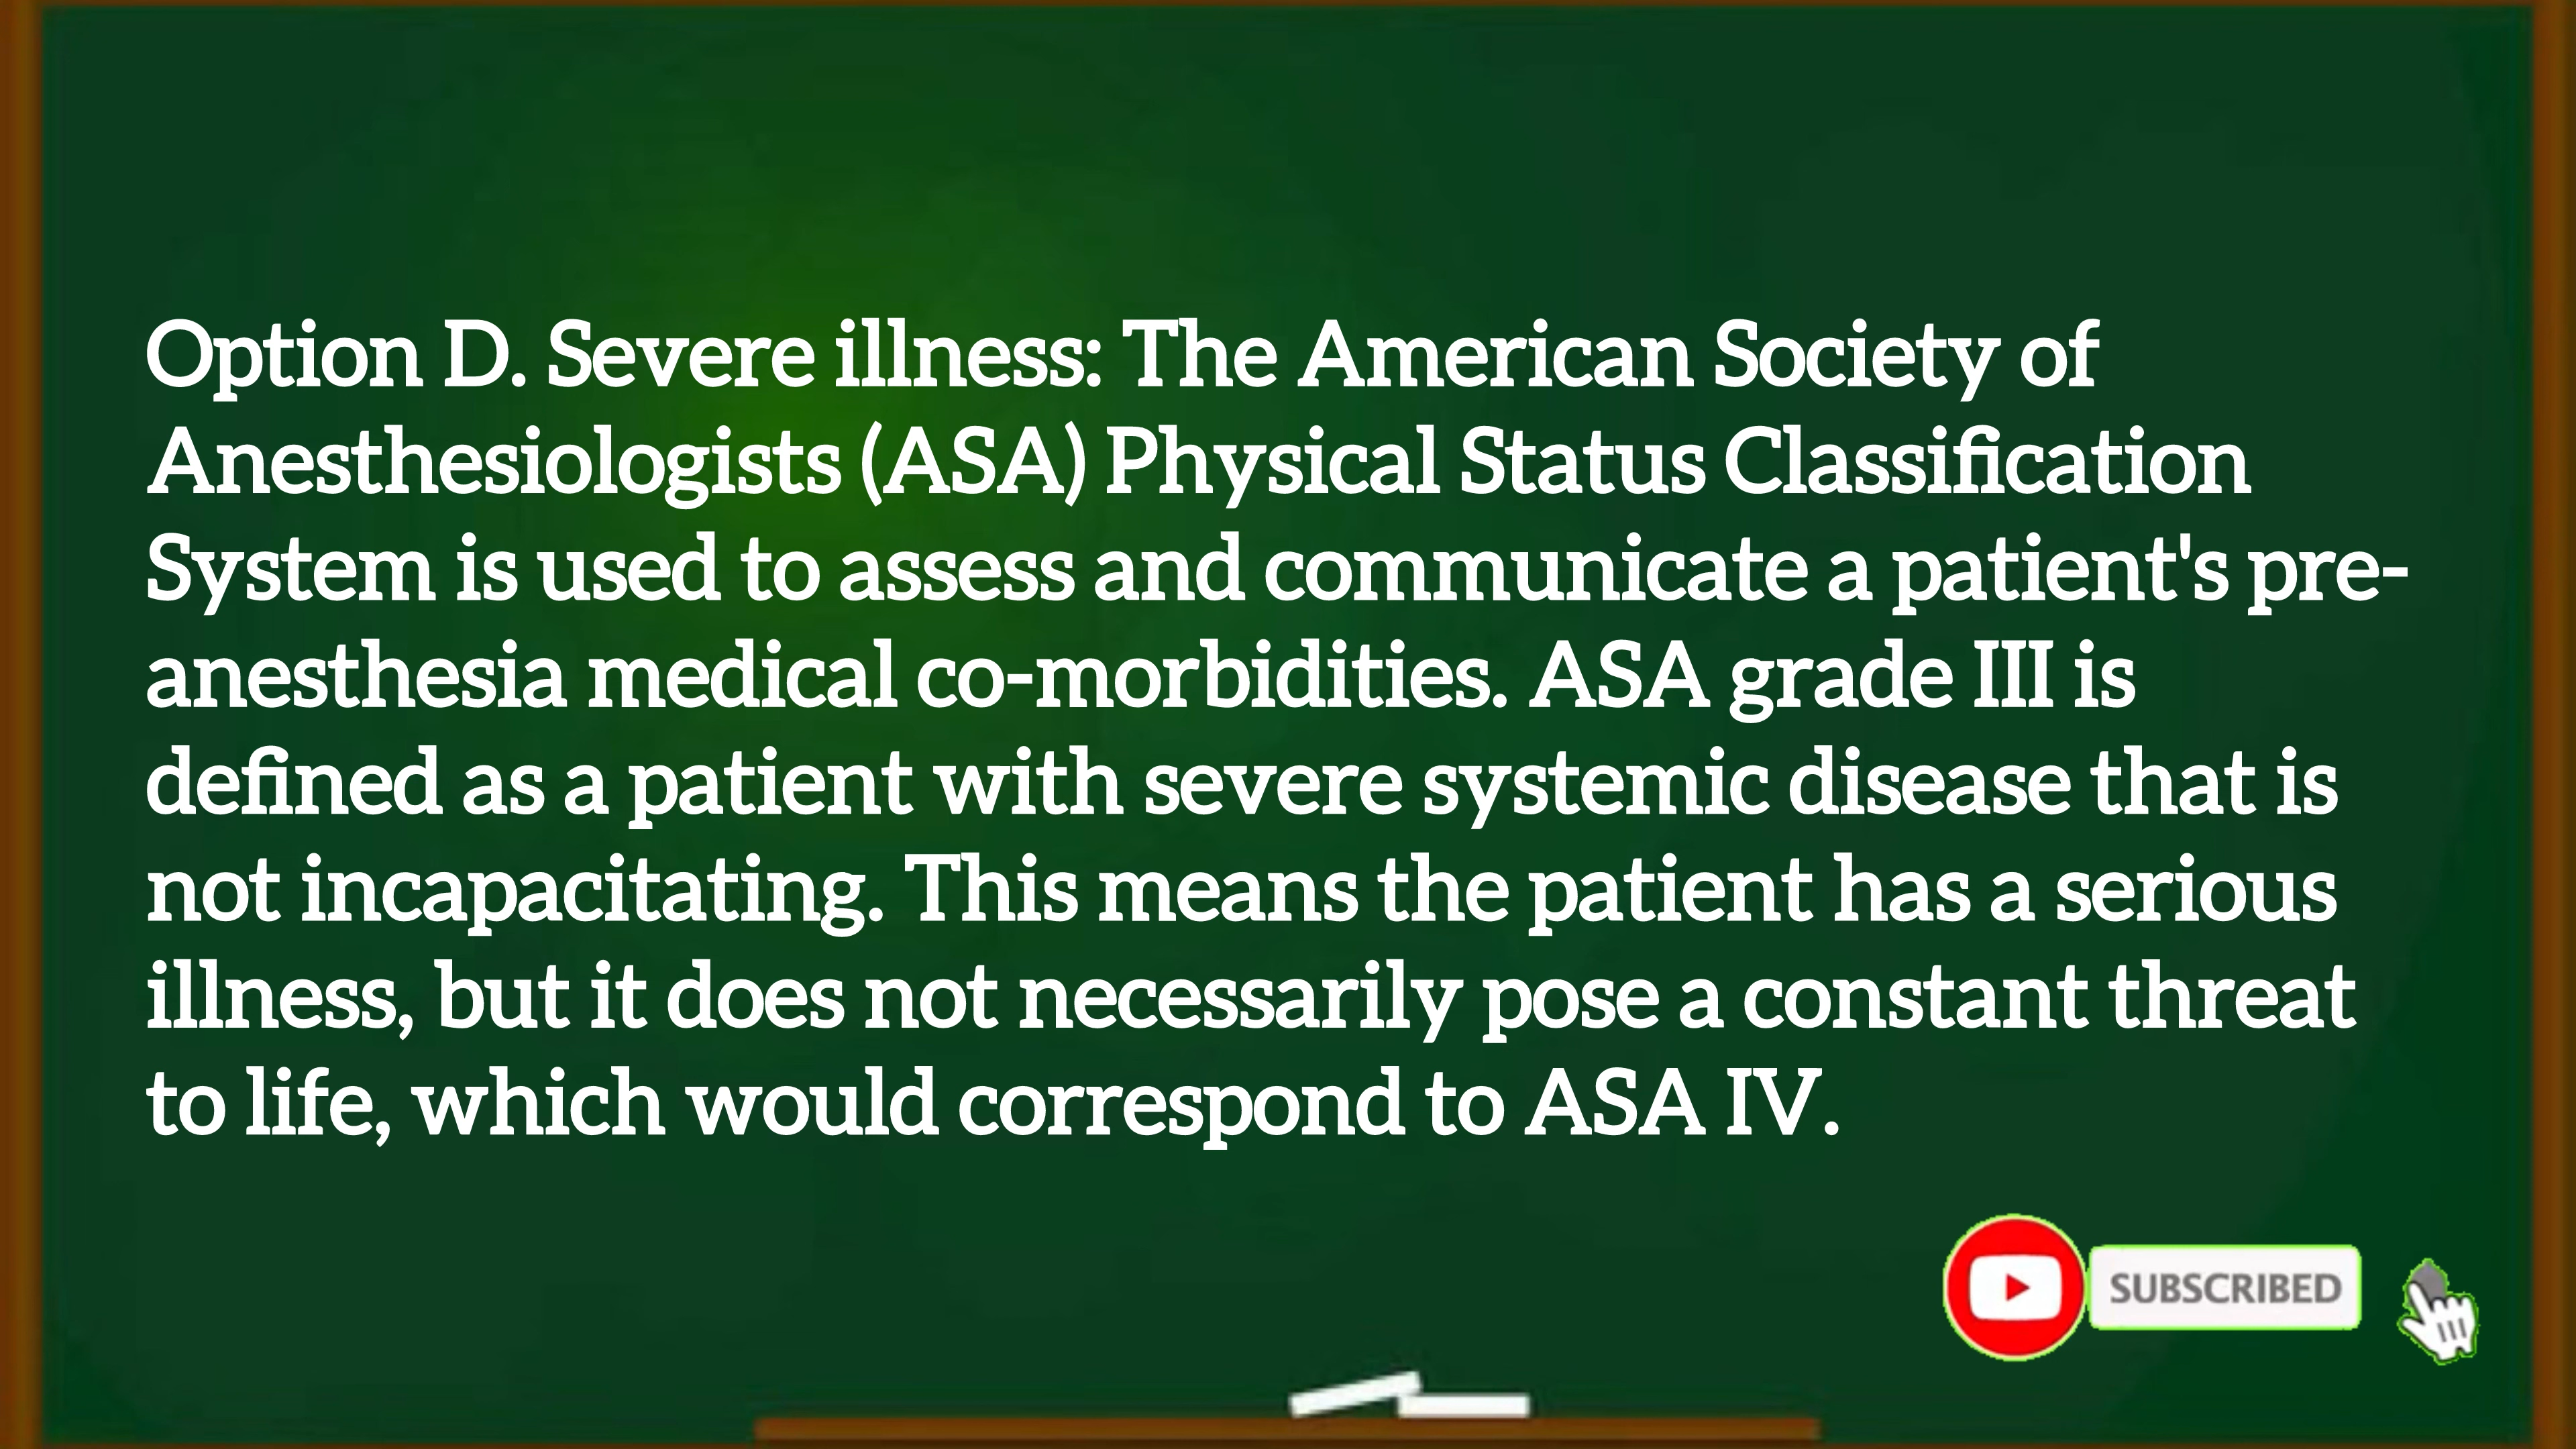 Option D. Severe illness: The American Society of
Anesthesiologists (ASA) Physical Status Classification
System is used to assess and communicate a patient's pre-
anesthesia medical co-morbidities. ASA grade III is
defined as a patient with severe systemic disease that is
not incapacitating. This means the patient has a serious
illness, but it does not necessarily pose a constant threat
to life, which would correspond to ASA IV.
SUBSCRIBED